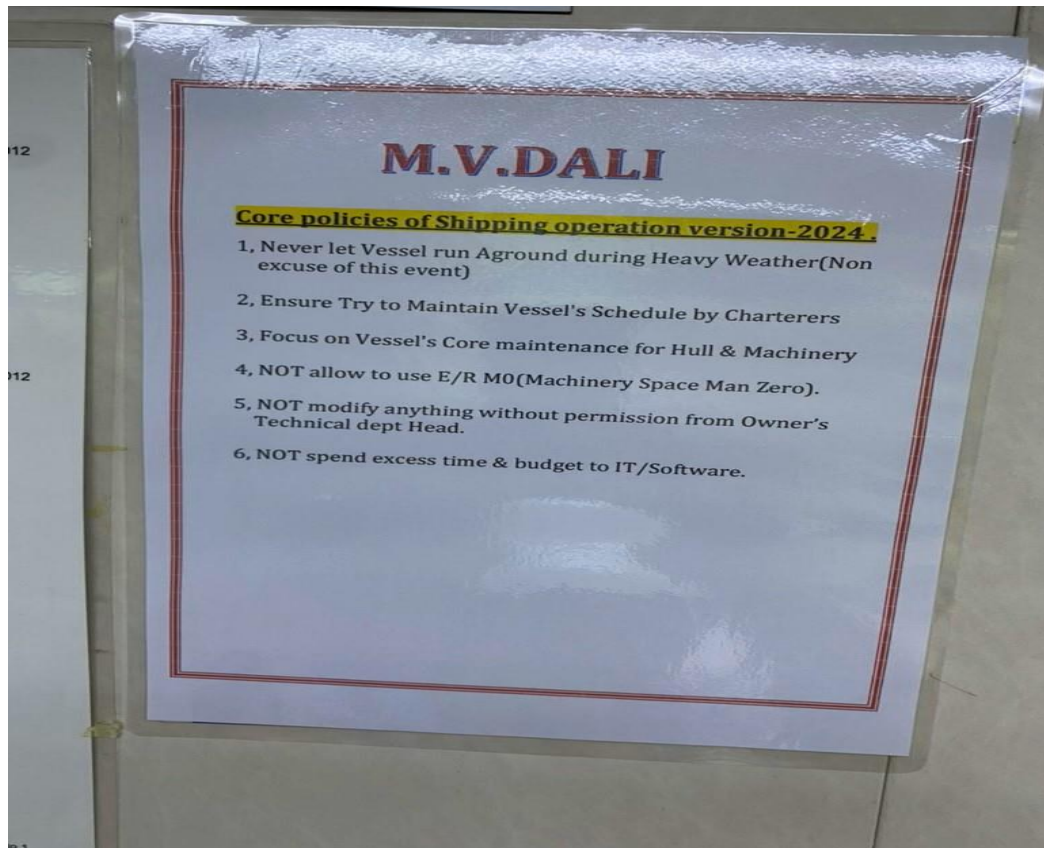 012
012
M.V.DALI
Core policies of Shipping operation version-2024 .
1, Never let Vessel run Aground during Heavy Weather(Non
excuse of this event)
2, Ensure Try to Maintain Vessel's Schedule by Charterers
3, Focus on Vessel's Core maintenance for Hull & Machinery
4, NOT allow to use E/R M0(Machinery Space Man Zero).
5, NOT modify anything without permission from Owner's
Technical dept Head.
6, NOT spend excess time & budget to IT/Software.